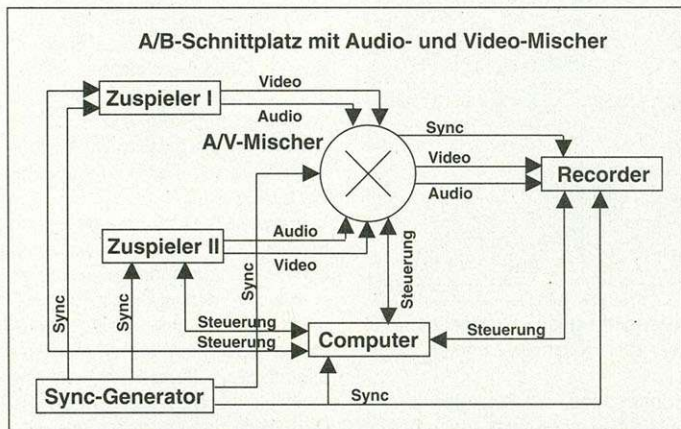 A/B-Schnittplatz mit Audio- und Video-Mischer
Video
Zuspieler I
Audio
Sync
A/V-Mischer
Video
Recorder
Audio
Audio
Zuspieler II
Video
Sync
Steuerung
Sync
Sync
Steuerung
Steuerung
Computer
Steuerung
Sync-Generator
Sync